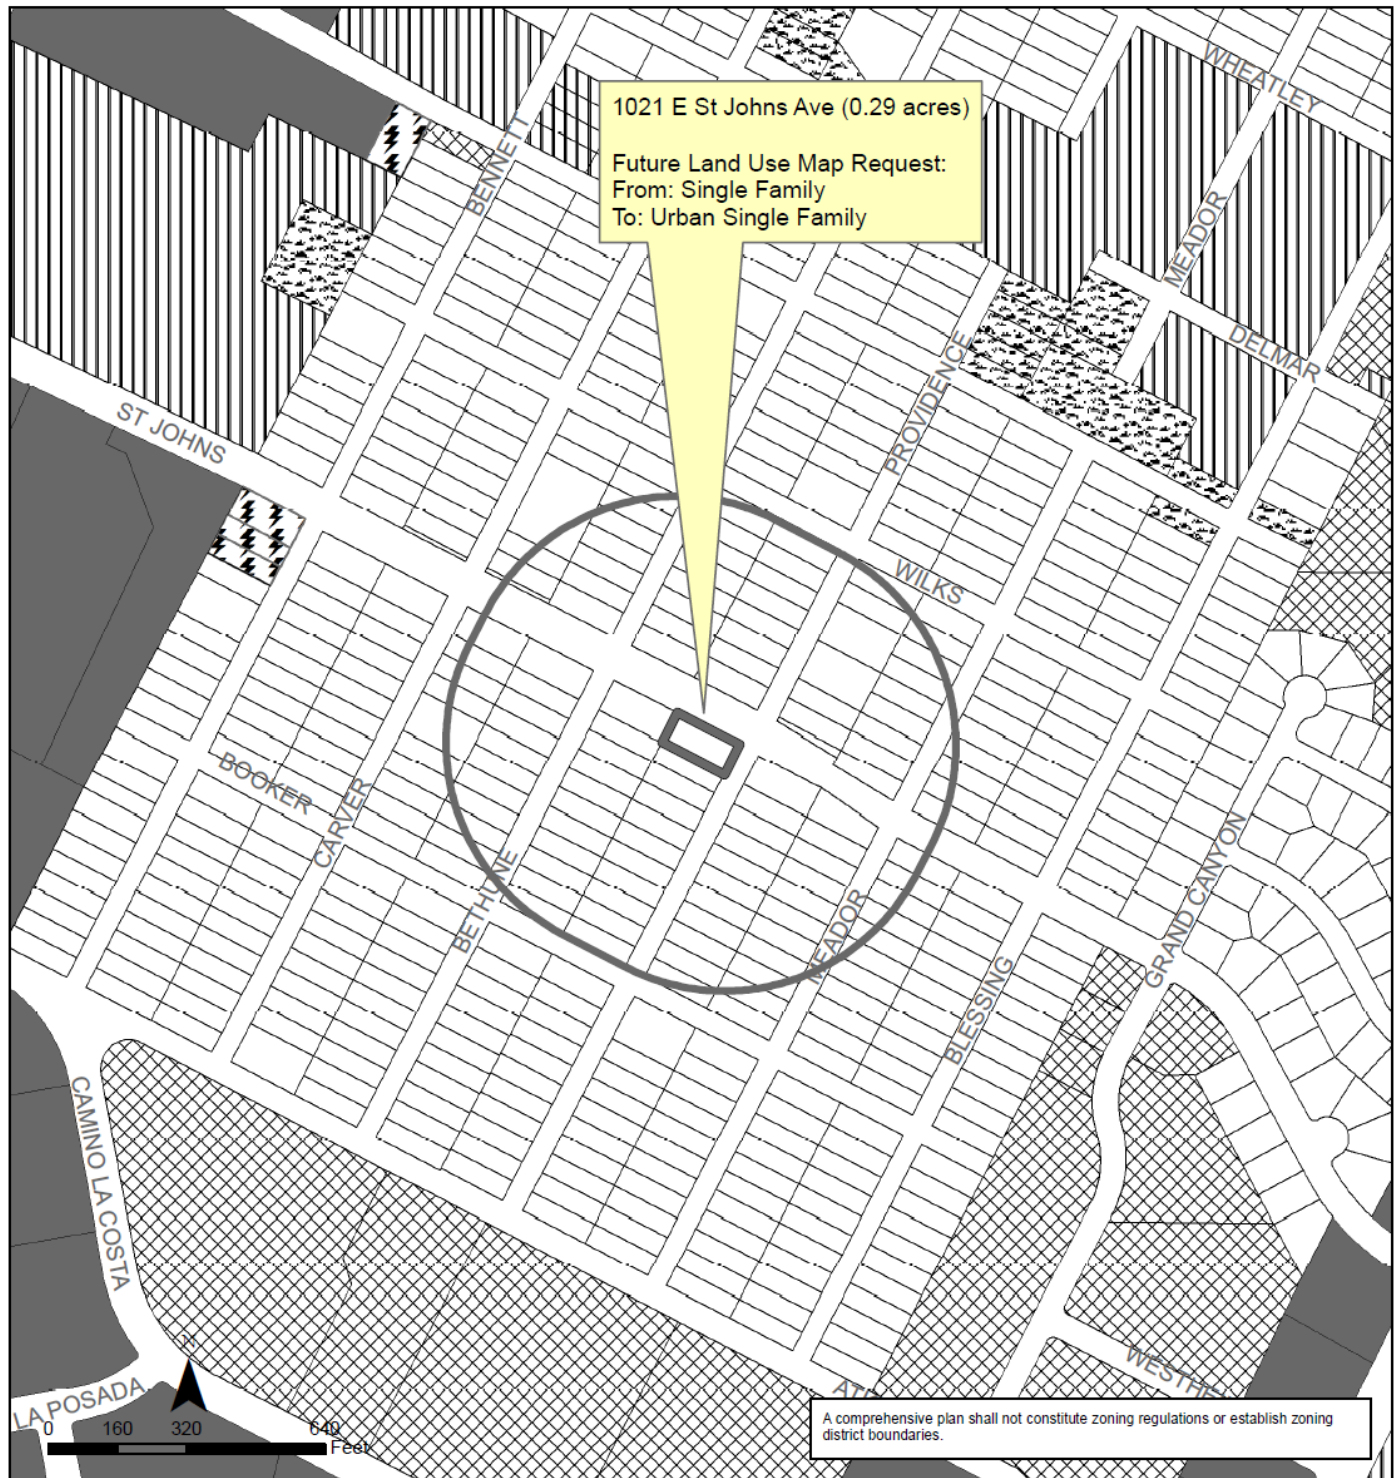 WHEATLEY
BENNETT
1021 E St Johns Ave (0.29 acres)
Future Land Use Map Request:
From: Single Family
To: Urban Single Family
MEADOR
DELMAR
PROVIDENCE
ST JOHNS
WILKS
BOOKER
CARVER
BETHUNE
MEADOR
GRAND CANYON
BLESSING
CAMINO LA COSTA
N
LA POSADA
0 160 320 640
Feet
A comprehensive plan shall not constitute zoning regulations or establish zoning
district boundaries.